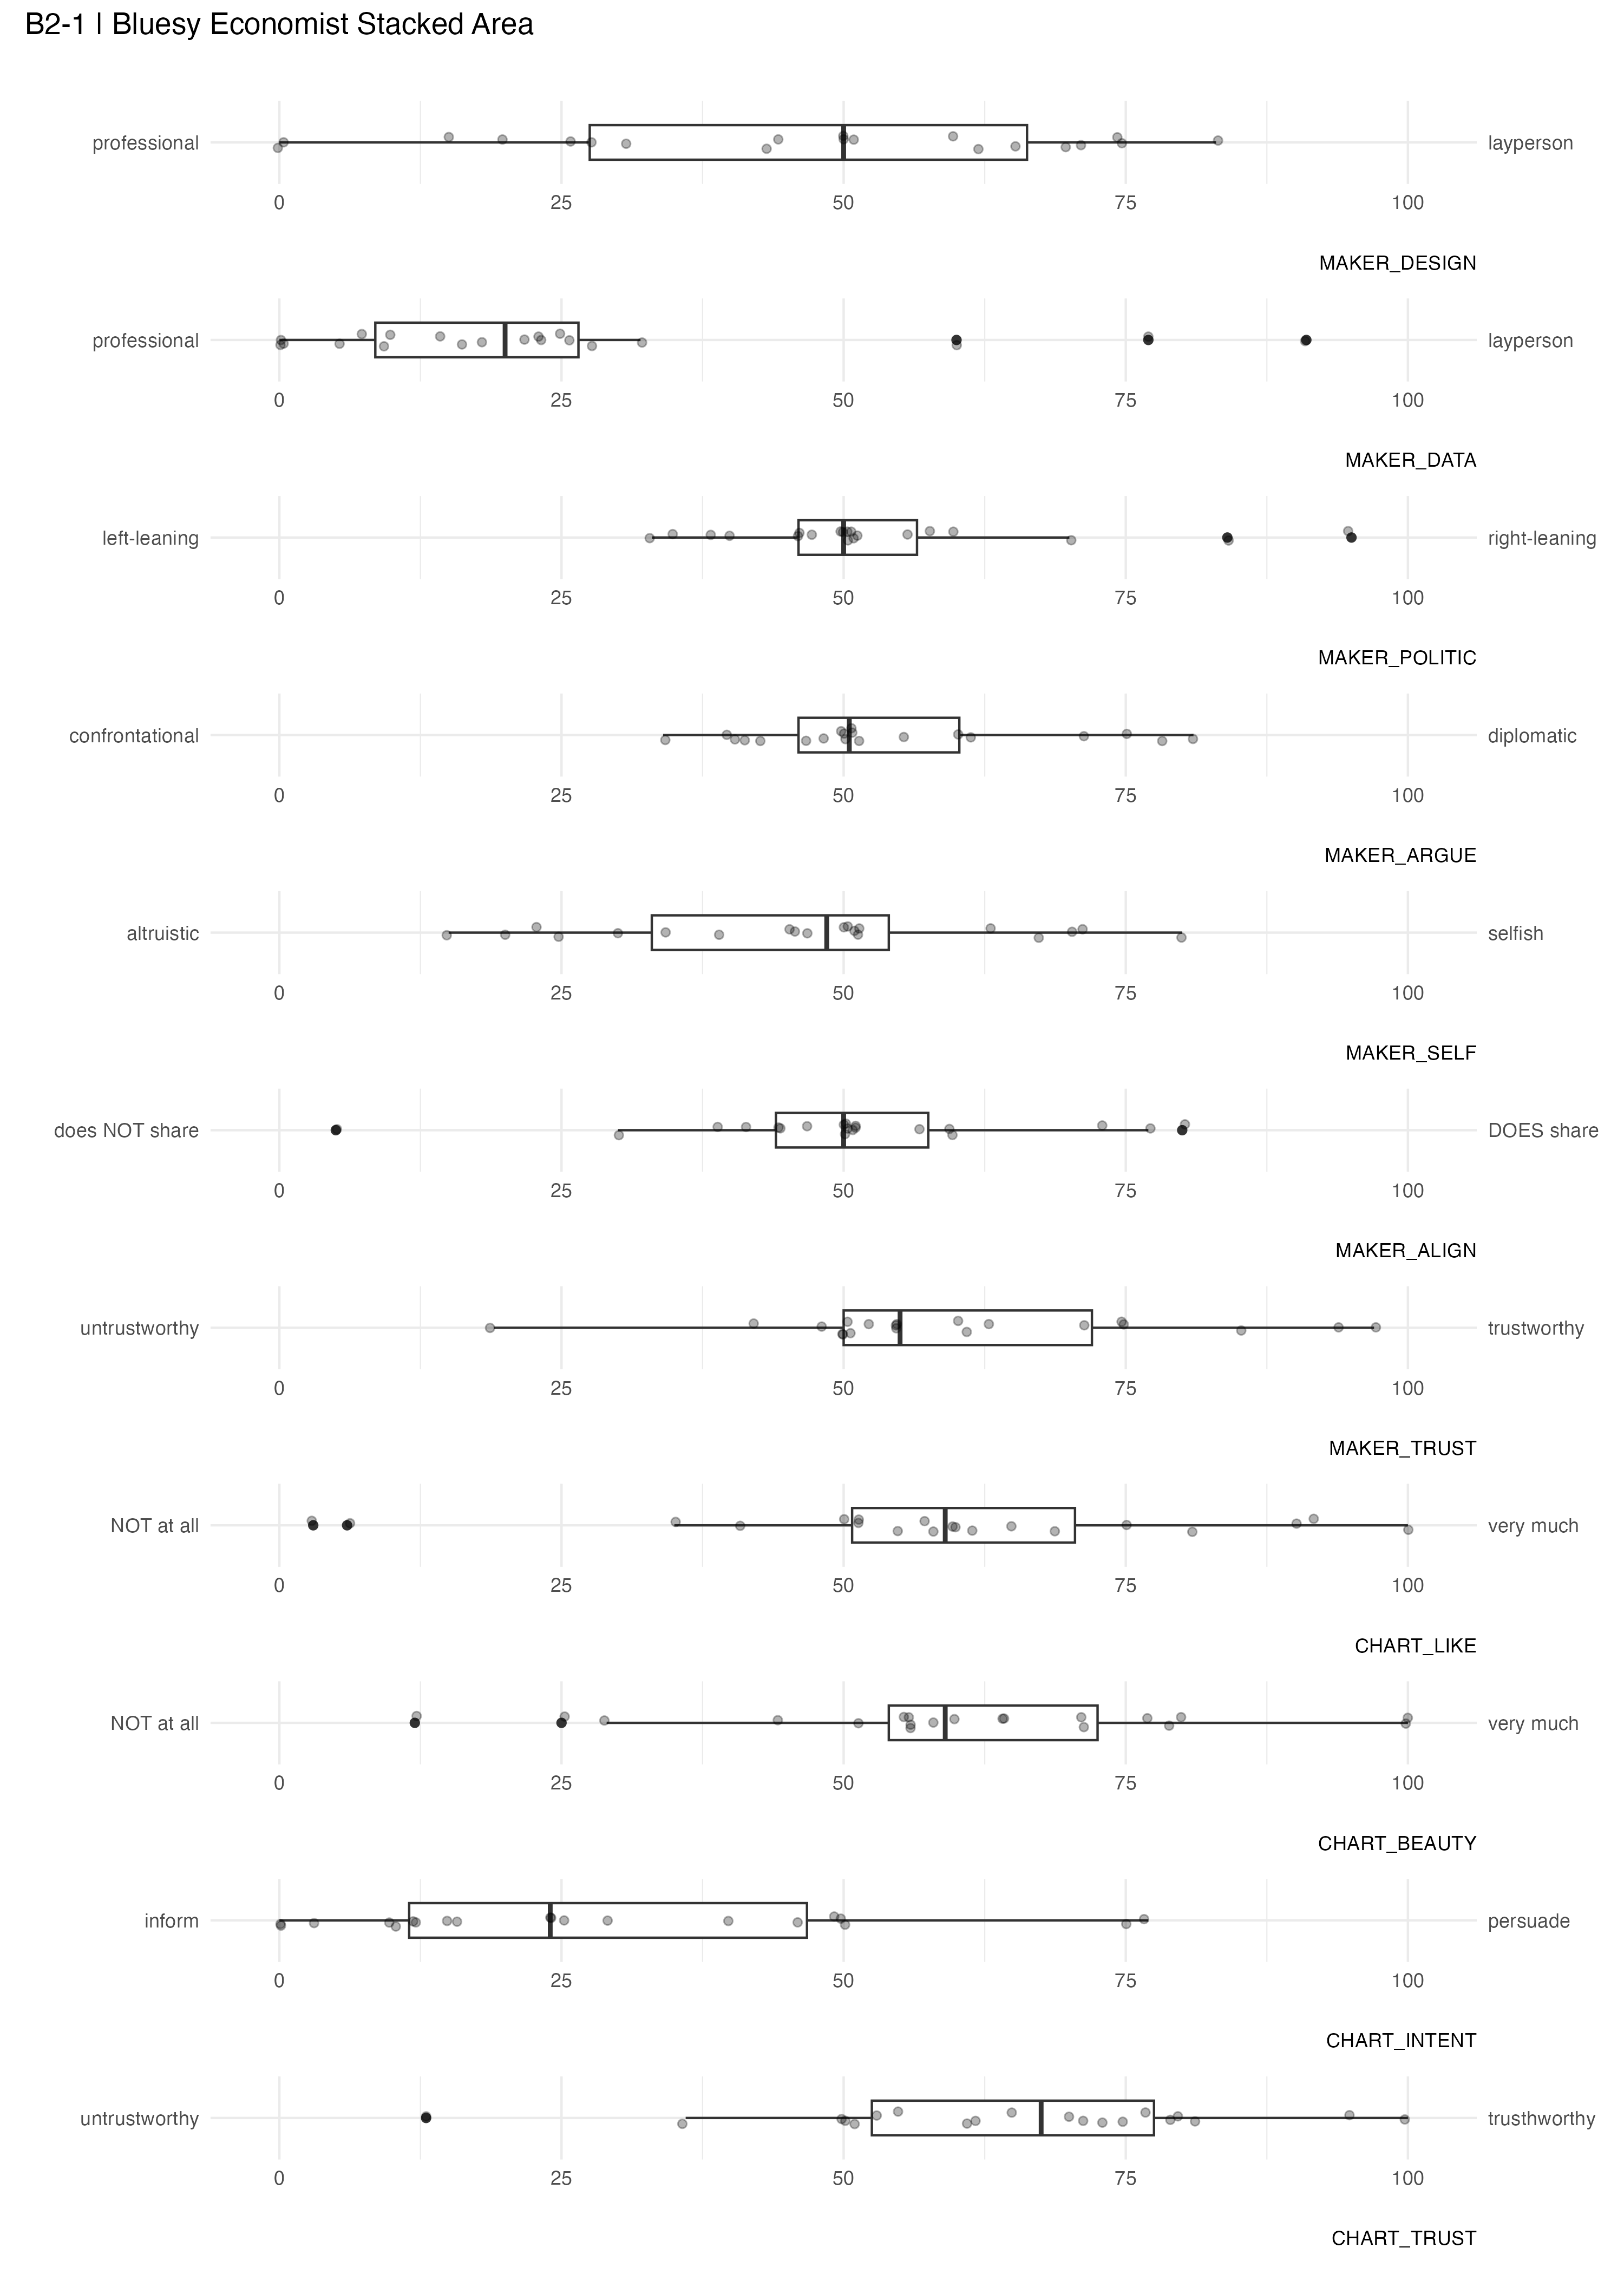 B2-1 | Bluesy Economist Stacked Area
professional layperson
0 25 50 75 100
MAKER_DESIGN
professional layperson
0 25 50 75 100
MAKER_DATA
left-leaning right-leaning
0 25 50 75 100
MAKER_POLITIC
confrontational diplomatic
0 25 50 75 100
MAKER_ARGUE
altruistic selfish
0 25 50 75 100
MAKER_SELF
does NOT share DOES share
0 25 50 75 100
MAKER_ALIGN
untrustworthy trustworthy
0 25 50 75 100
MAKER_TRUST
NOT at all very much
0 25 50 75 100
CHART_LIKE
NOT at all very much
0 25 50 75 100
CHART_BEAUTY
inform persuade
0 25 50 75 100
CHART_INTENT
untrustworthy trusthworthy
0 25 50 75 100
CHART_TRUST